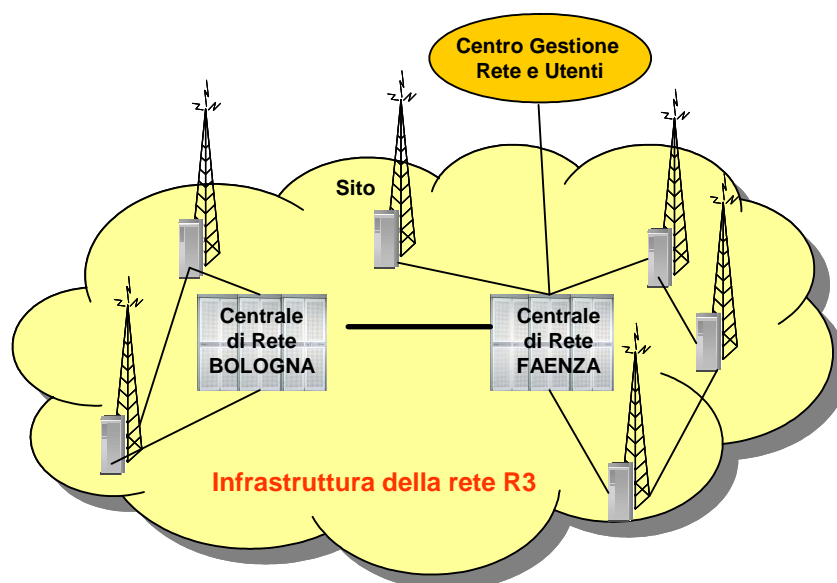 Centro Gestione
Rete e Utenti
Sito
Centrale
di Rete
BOLOGNA
Centrale
di Rete
FAENZA
Infrastruttura della rete R3